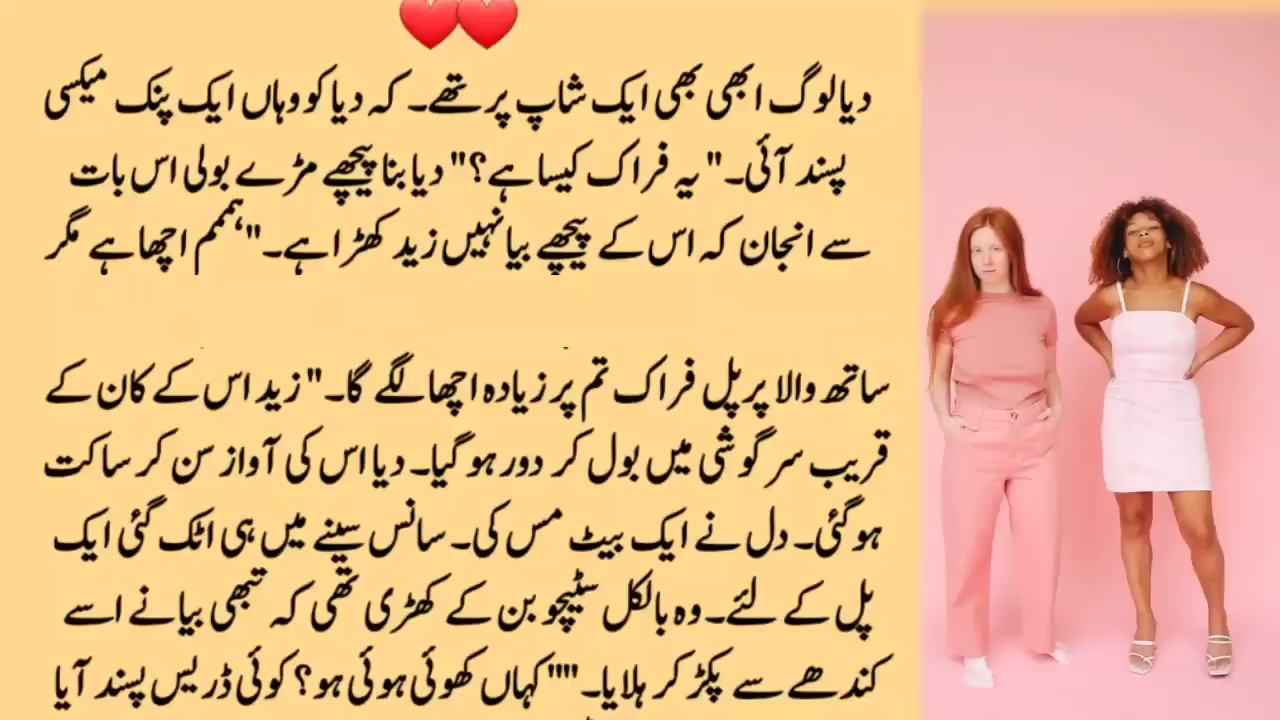 دیا لوگ ابھی بھی ایک شاپ پر تھے۔ کہ دیا کو وہاں ایک پنک میکسی
پسند آئی۔" یہ فراک کیسا ہے؟" دیا بنا پیچھے مڑے بولی اس بات
سے انجان کہ اس کے پیچھے بیا نہیں زید کھڑا ہے۔"ہممم اچھا ہے مگر
ساتھ والا پرپل فراک تم پر زیادہ اچھا لگے گا۔" زید اس کے کان کے
قریب سرگوشی میں بول کر دور ہو گیا۔ دیا اس کی آواز سن کر ساکت
ہو گئی۔ دل نے ایک بیٹ مس کی۔ سانس سینے میں ہی اٹک گئی ایک
پل کے لئے۔ وہ بالکل سٹیچو بن کے کھڑی تھی کہ تبھی بیا نے اسے
کندھے سے پکڑ کر ہلایا۔""کہاں کھوئی ہوئی ہو؟ کوئی ڈریس پسند آیا